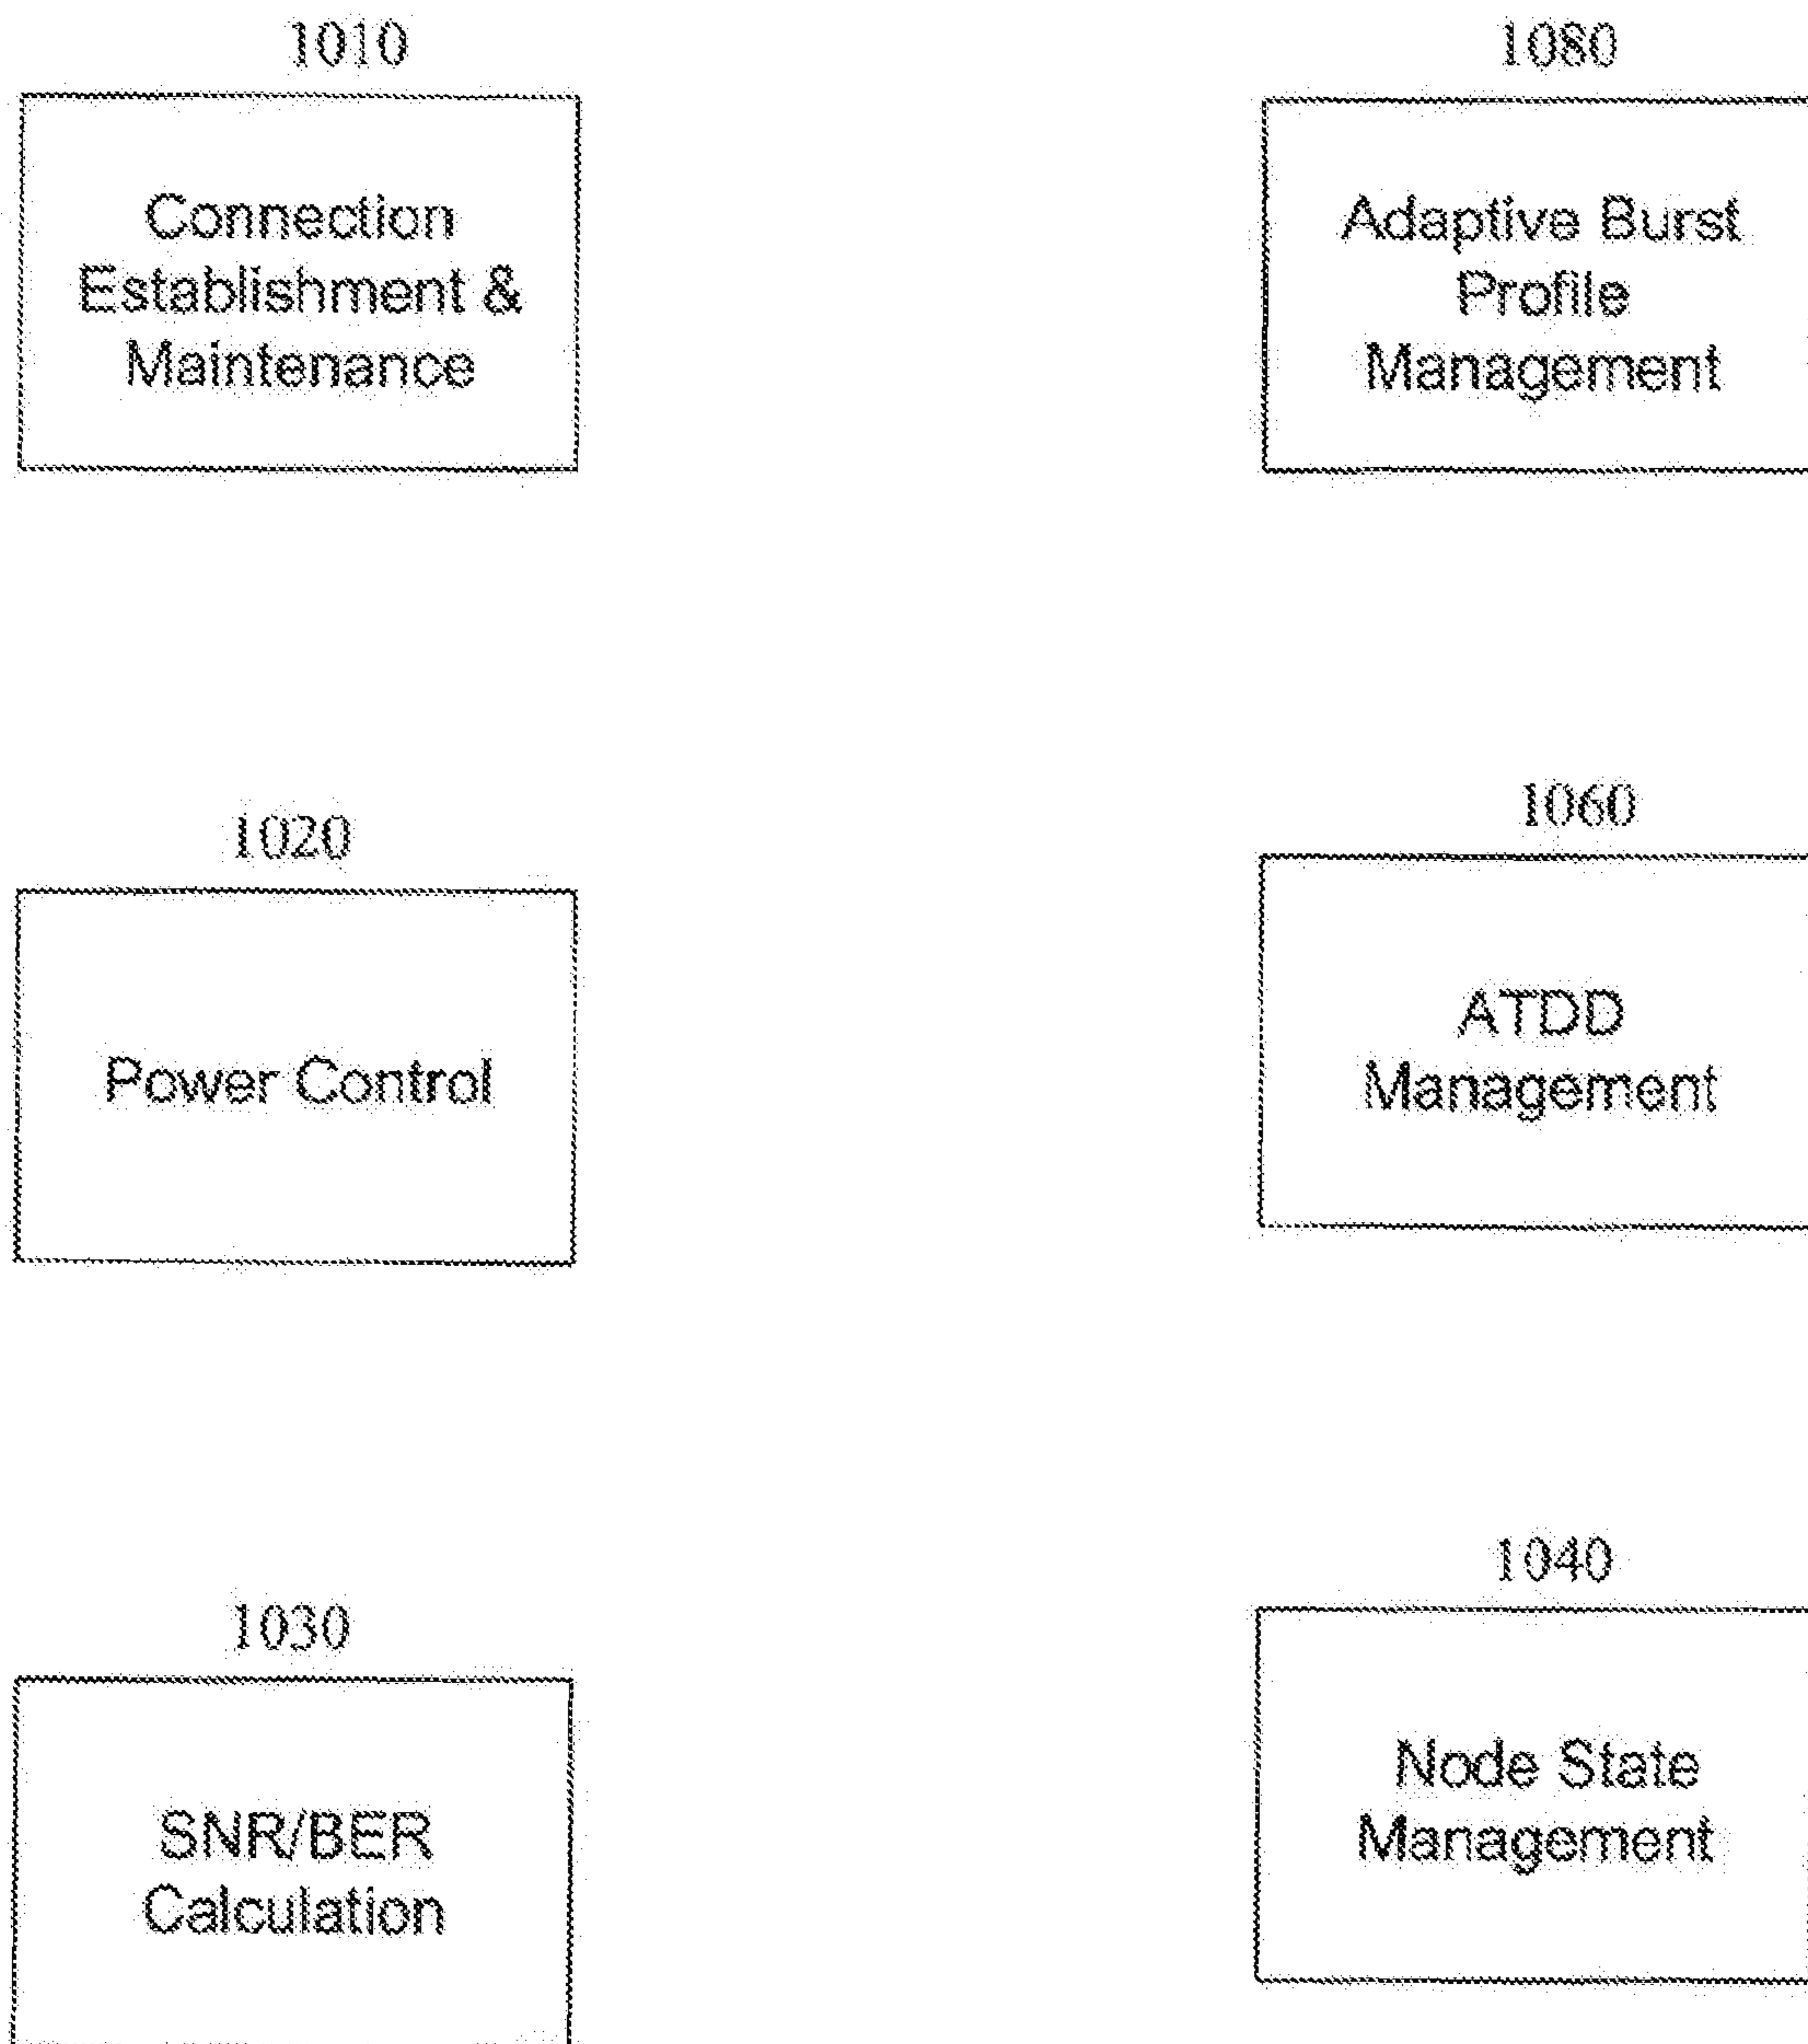 1010
Connection
Establishment &
Maintenance
1080
Adaptive Burst
Profile
Management
1020
Power Control
1060
ATDD
Management
1030
SNR/BER
Calculation
1040
Node State
Management